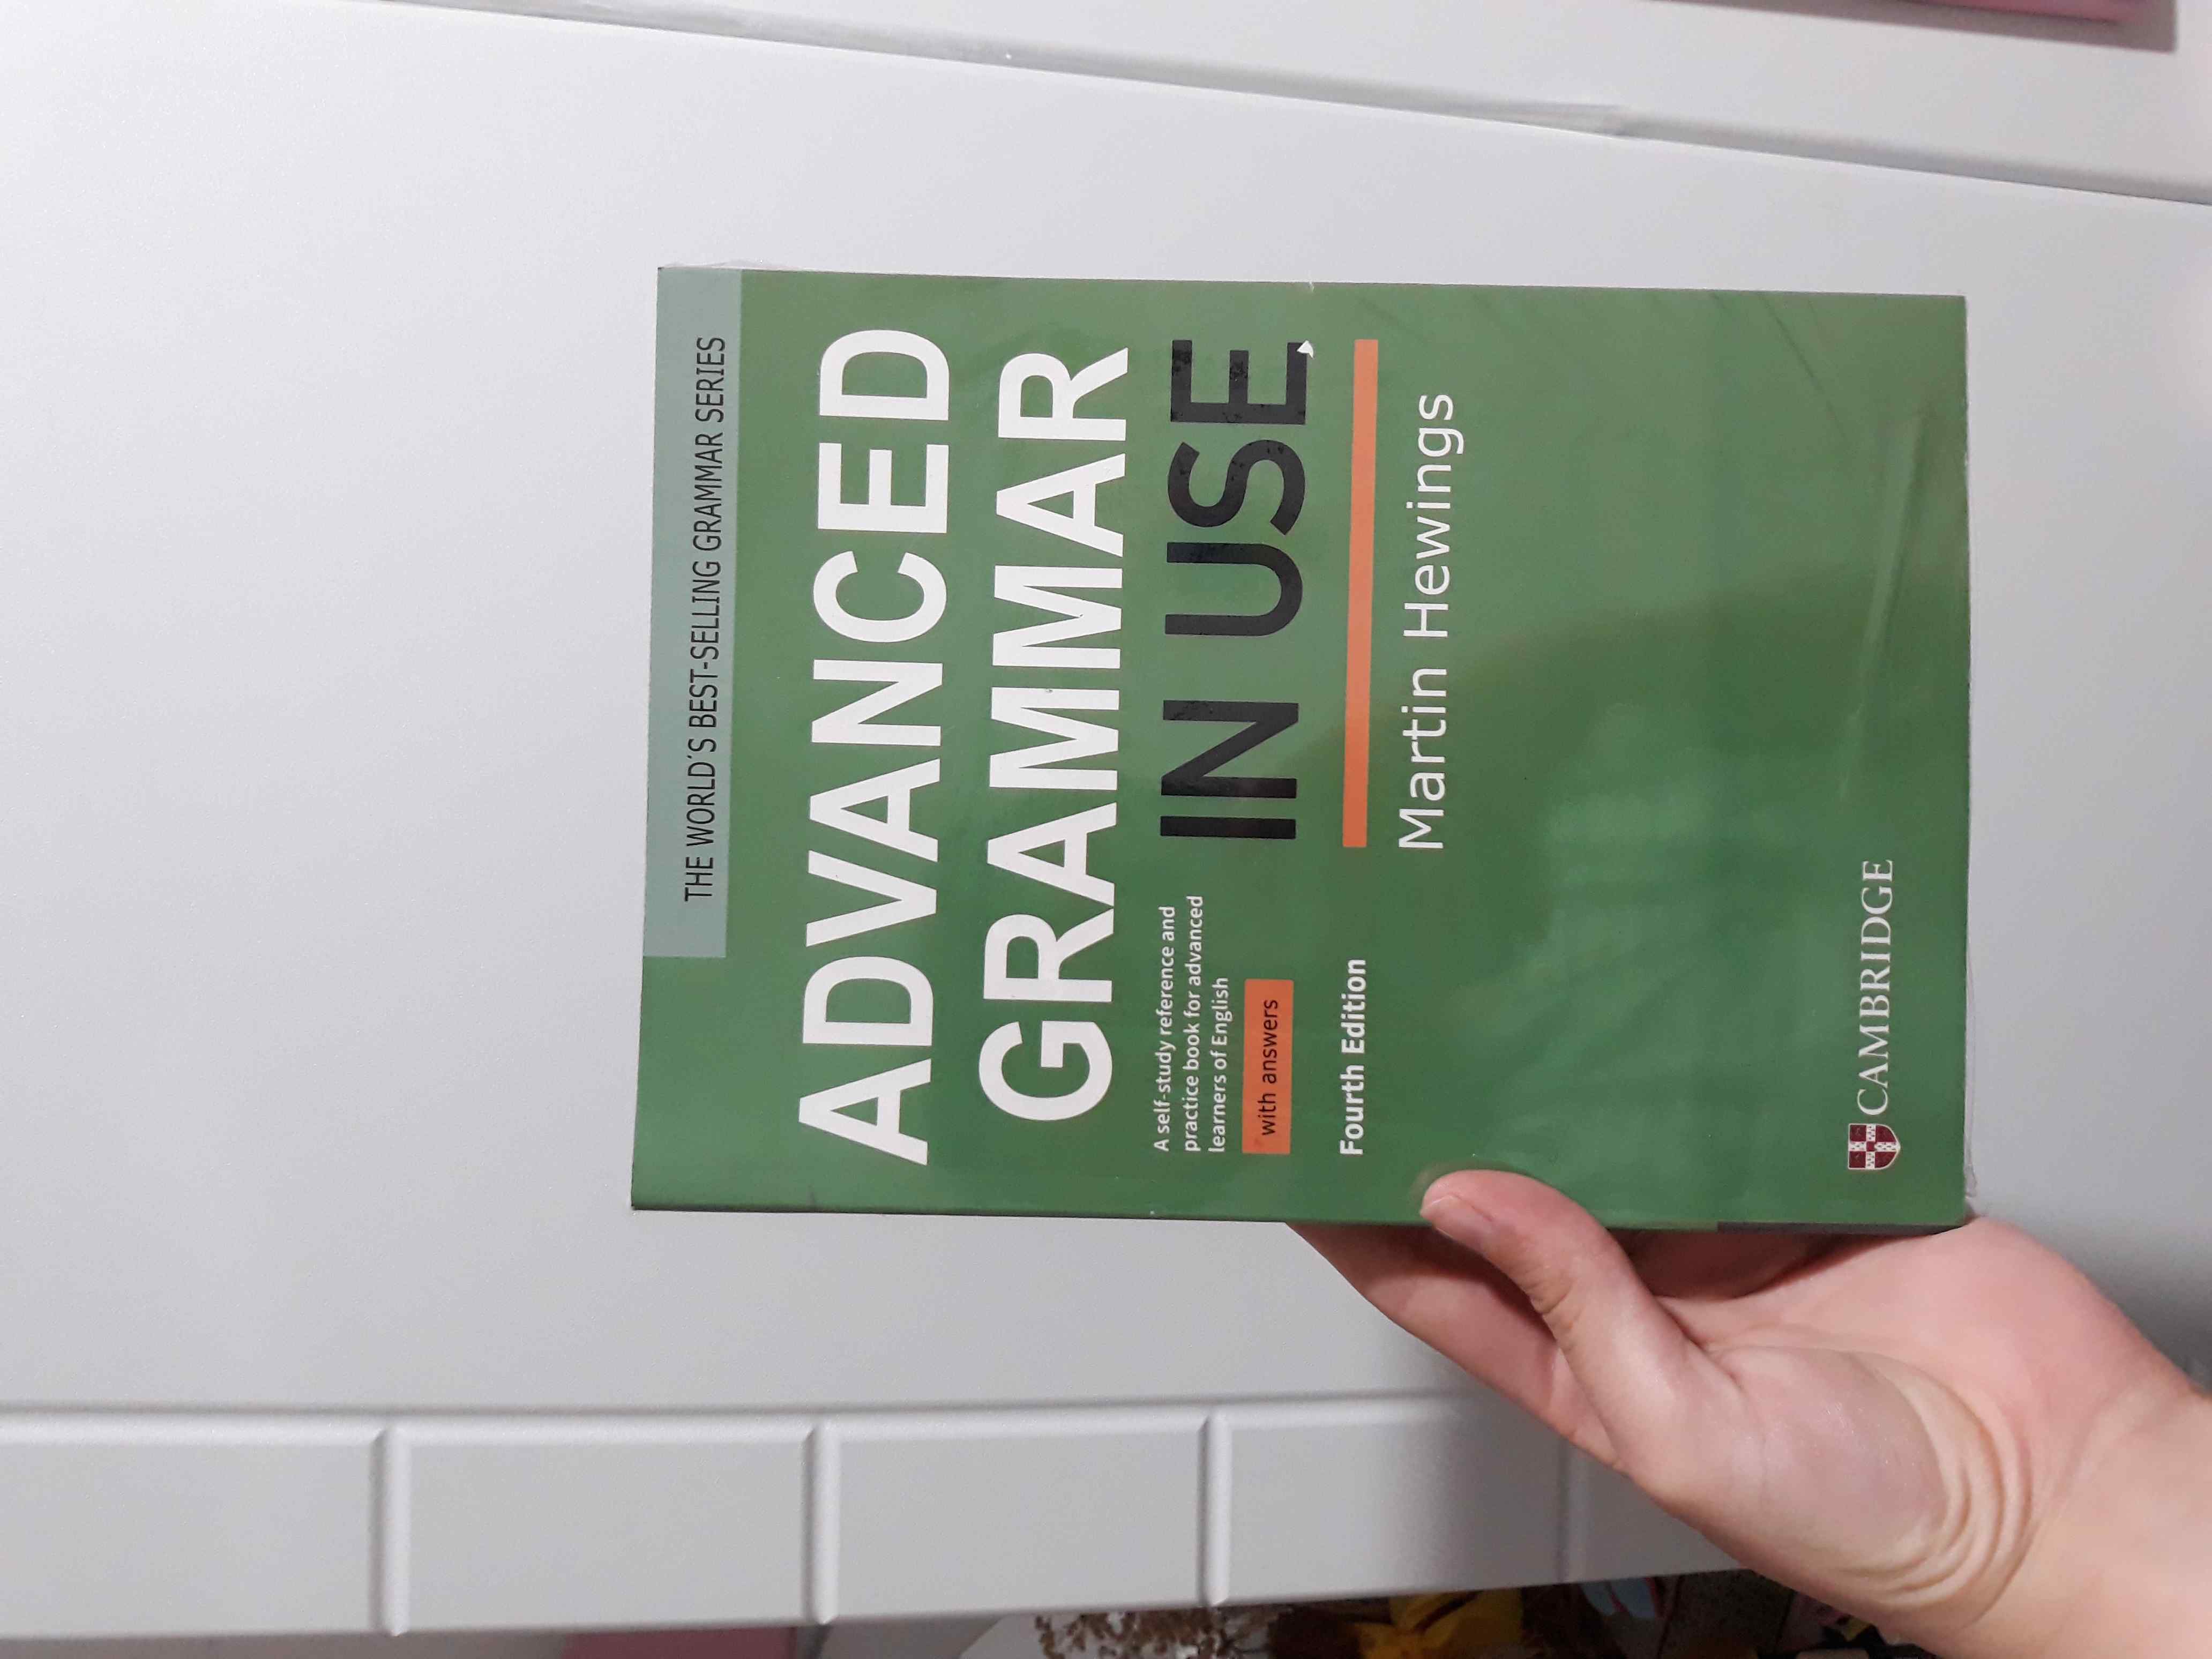 THE WORLD'S BEST-SELLING GRAMMAR SERIES
ADVANCED
GRAMMAR
IN USE
A self-study reference and
practice book for advanced
learners of English
with answers
Fourth Edition
Martin Hewings
CAMBRIDGE